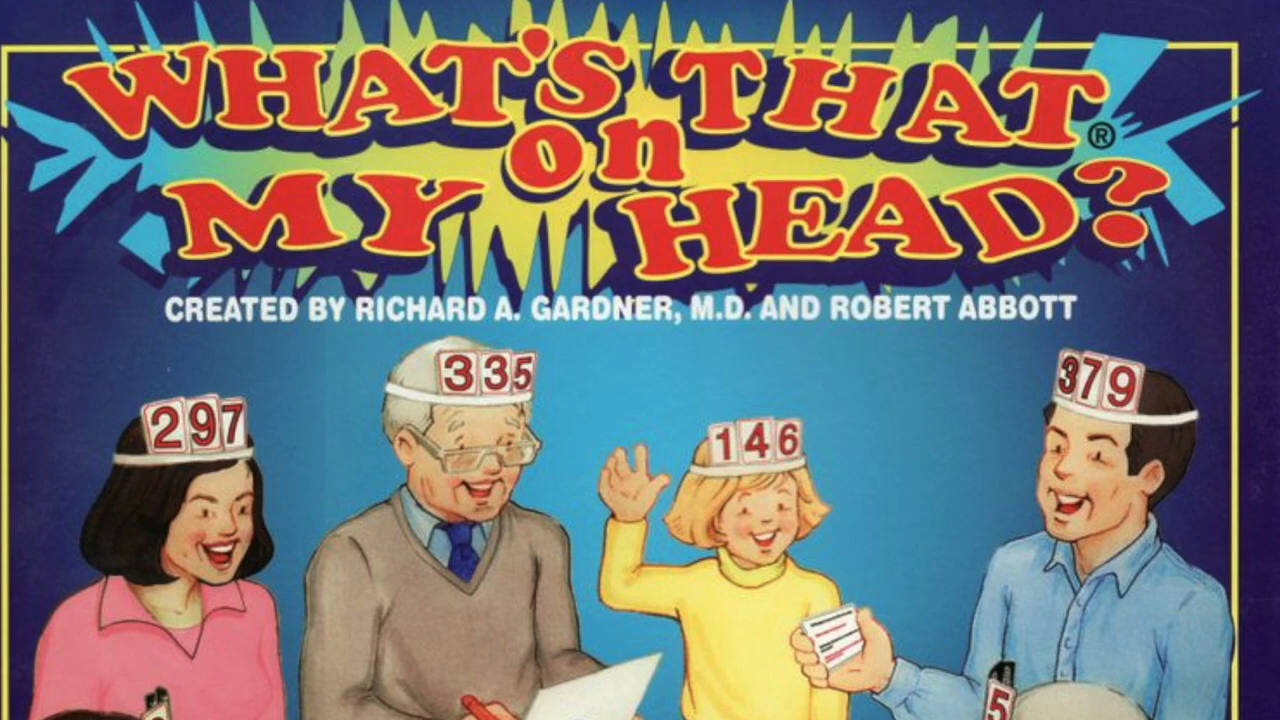 WHAT'S THAT®
on
MY HEAD?
CREATED BY RICHARD A. GARDNER, M.D. AND ROBERT ABBOTT
335
379
297
146
5